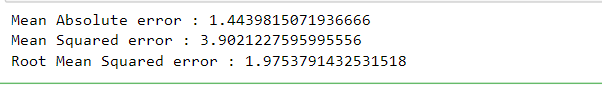 Mean Absolute error : 1.4439815071936666
Mean Squared error : 3.9021227595995556
Root Mean Squared error : 1.9753791432531518